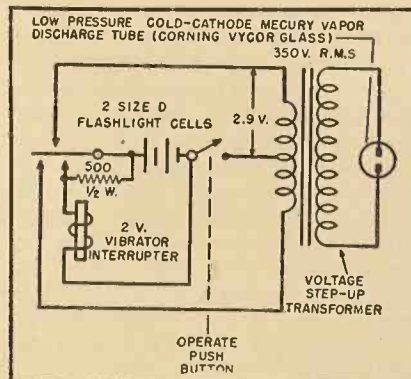 LOW PRESSURE COLD-CATHODE MECURY VAPOR
DISCHARGE TUBE (CORNING VYCOR GLASS)
350 V. R.M.S
2 SIZE D
FLASHLIGHT CELLS
2.9 V.
500
1/2 W.
2 V.
VIBRATOR
INTERRUPTER
VOLTAGE
STEP-UP
TRANSFORMER
OPERATE
PUSH
BUTTON